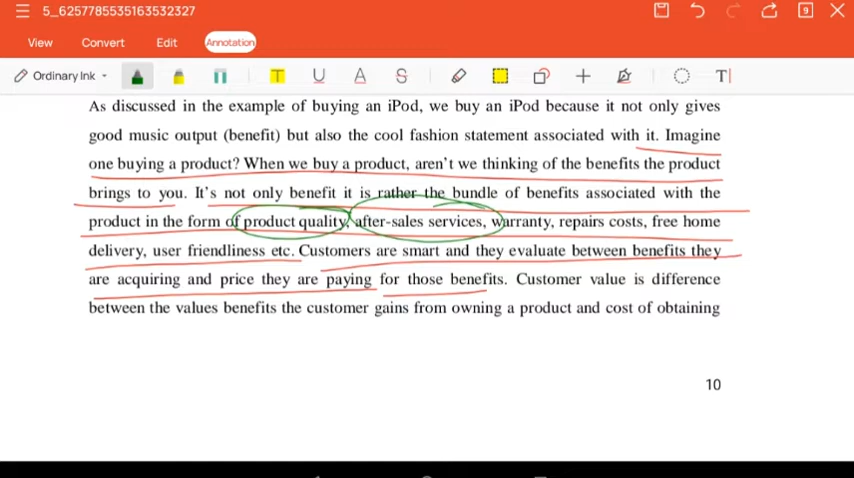 5_6257785535163532327
9
View Convert Edit Annotation
Ordinary Ink T U A S T
As discussed in the example of buying an iPod, we buy an iPod because it not only gives
good music output (benefit) but also the cool fashion statement associated with it. Imagine
one buying a product? When we buy a product, aren't we thinking of the benefits the product
brings to you. It's not only benefit it is rather the bundle of benefits associated with the
product in the form of product quality, after-sales services, warranty, repairs costs, free home
delivery, user friendliness etc. Customers are smart and they evaluate between benefits they
are acquiring and price they are paying for those benefits. Customer value is difference
between the values benefits the customer gains from owning a product and cost of obtaining
10